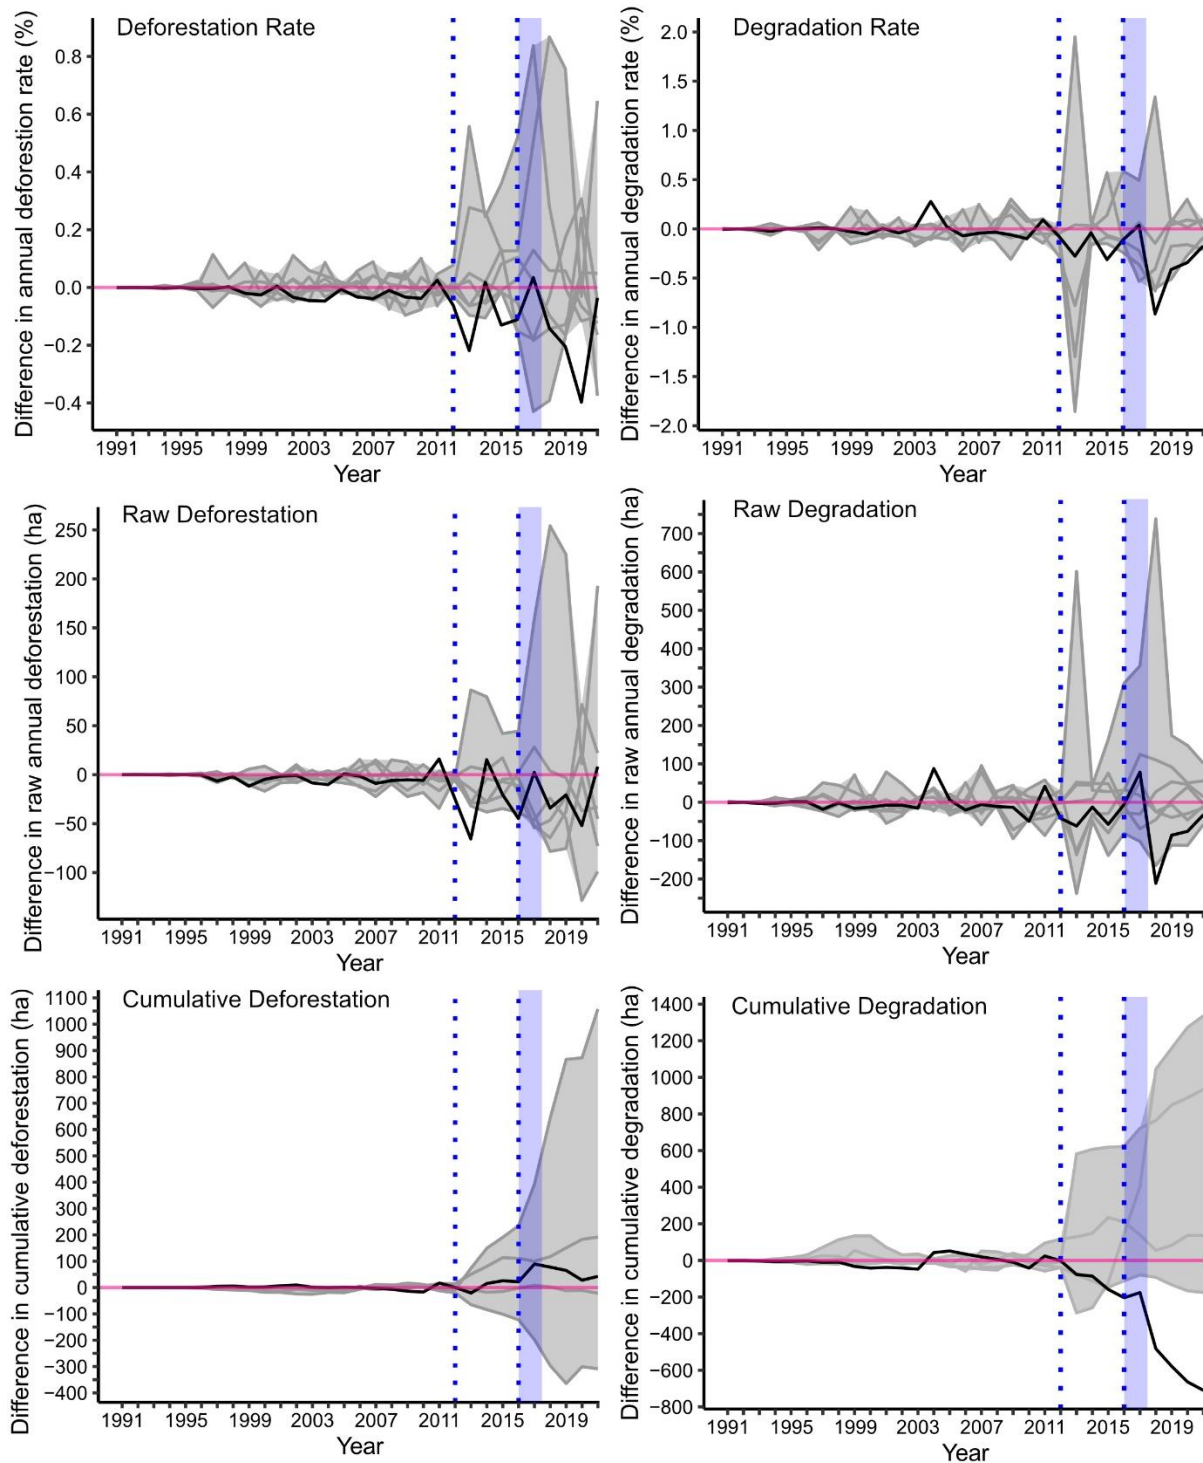 Deforestation Rate
Difference in annual deforestion rate (%)
0.8
0.6
0.4
0.2
0.0
−0.2
−0.4
1991 1995 1999 2003 2007 2011 2015 2019
Year
Degradation Rate
Difference in annual degradation rate (%)
2.0
1.5
1.0
0.5
0.0
−0.5
−1.0
−1.5
−2.0
1991 1995 1999 2003 2007 2011 2015 2019
Year
Raw Deforestation
Difference in raw annual deforestation (ha)
250
200
150
100
50
0
−50
−100
1991 1995 1999 2003 2007 2011 2015 2019
Year
Raw Degradation
Difference in raw annual degradation (ha)
700
600
500
400
300
200
100
0
−100
−200
1991 1995 1999 2003 2007 2011 2015 2019
Year
Cumulative Deforestation
Difference in cumulative deforestation (ha)
1100
1000
900
800
700
600
500
400
300
200
100
0
−100
−200
−300
−400
1991 1995 1999 2003 2007 2011 2015 2019
Year
Cumulative Degradation
Difference in cumulative degradation (ha)
1400
1200
1000
800
600
400
200
0
−200
−400
−600
−800
1991 1995 1999 2003 2007 2011 2015 2019
Year